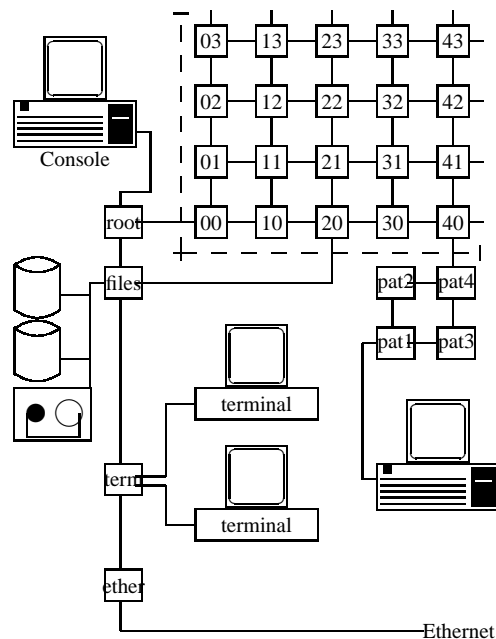 03 13 23 33 43
02 12 22 32 42
Console
01 11 21 31 41
root 00 10 20 30 40
files pat2 pat4
pat1 pat3
terminal
term
terminal
ether
Ethernet